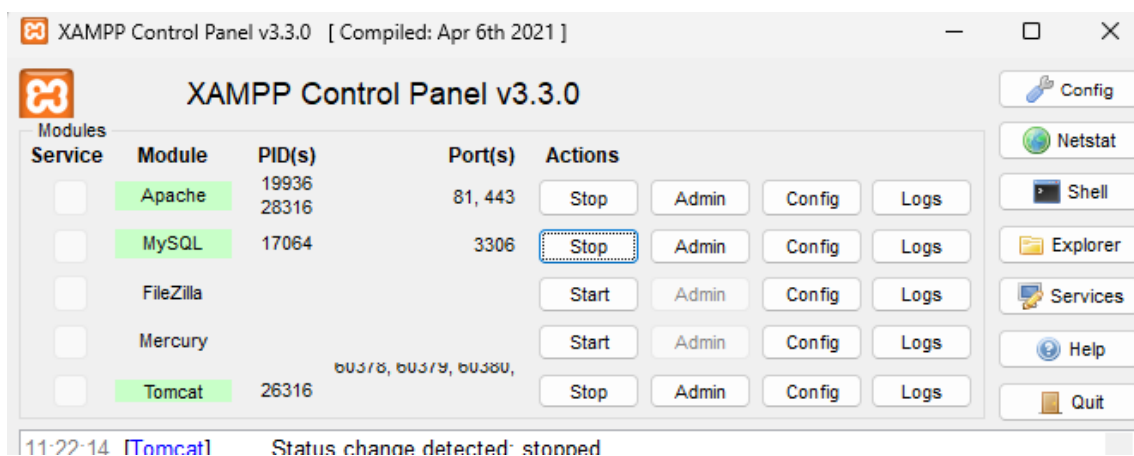 XAMPP Control Panel v3.3.0 [ Compiled: Apr 6th 2021 ]
XAMPP Control Panel v3.3.0
Config
Modules
Service Module PID(s) Port(s) Actions
Netstat
Apache 19936 28316 81, 443 Stop Admin Config Logs
Shell
MySQL 17064 3306 Stop Admin Config Logs
Explorer
FileZilla Start Admin Config Logs
Services
Mercury Start Admin Config Logs
Help
60378, 60379, 60380,
Tomcat 26316 Stop Admin Config Logs
Quit
11:22:14 [Tomcat] Status change detected: stopped